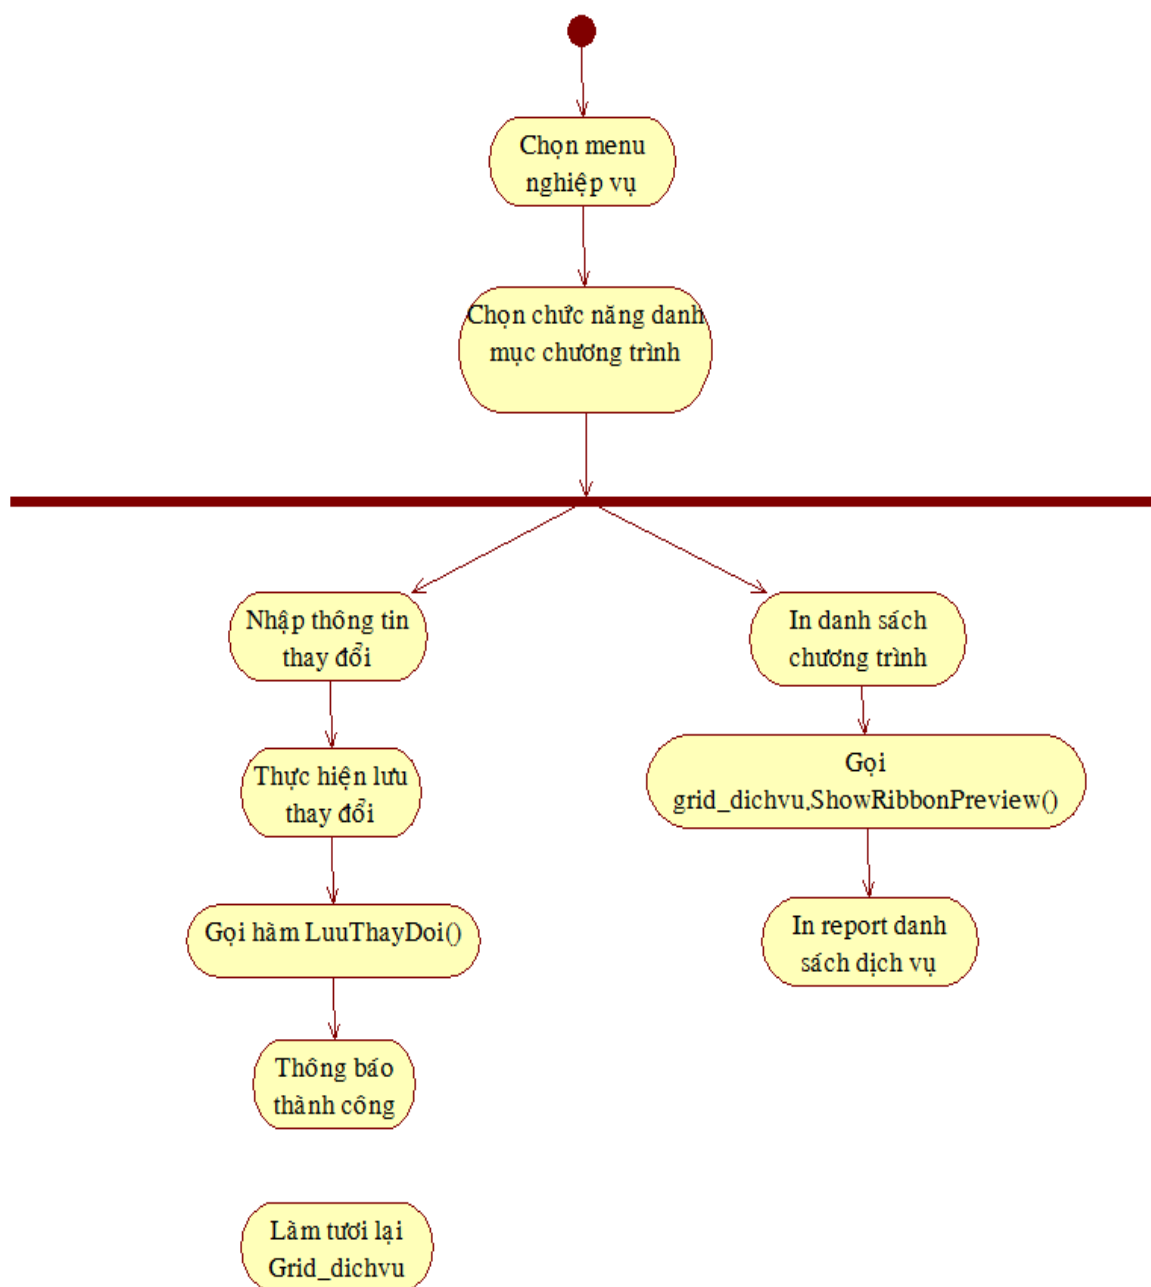 Chọn menu
nghiệp vụ
Chọn chức năng danh
mục chương trình
Nhập thông tin
thay đổi
Thực hiện lưu
thay đổi
Gọi hàm LuuThayDoi()
Thông báo
thành công
Làm tươi lại
Grid_dichvu
In danh sách
chương trình
Gọi
grid_dichvu.ShowRibbonPreview()
In report danh
sách dịch vụ